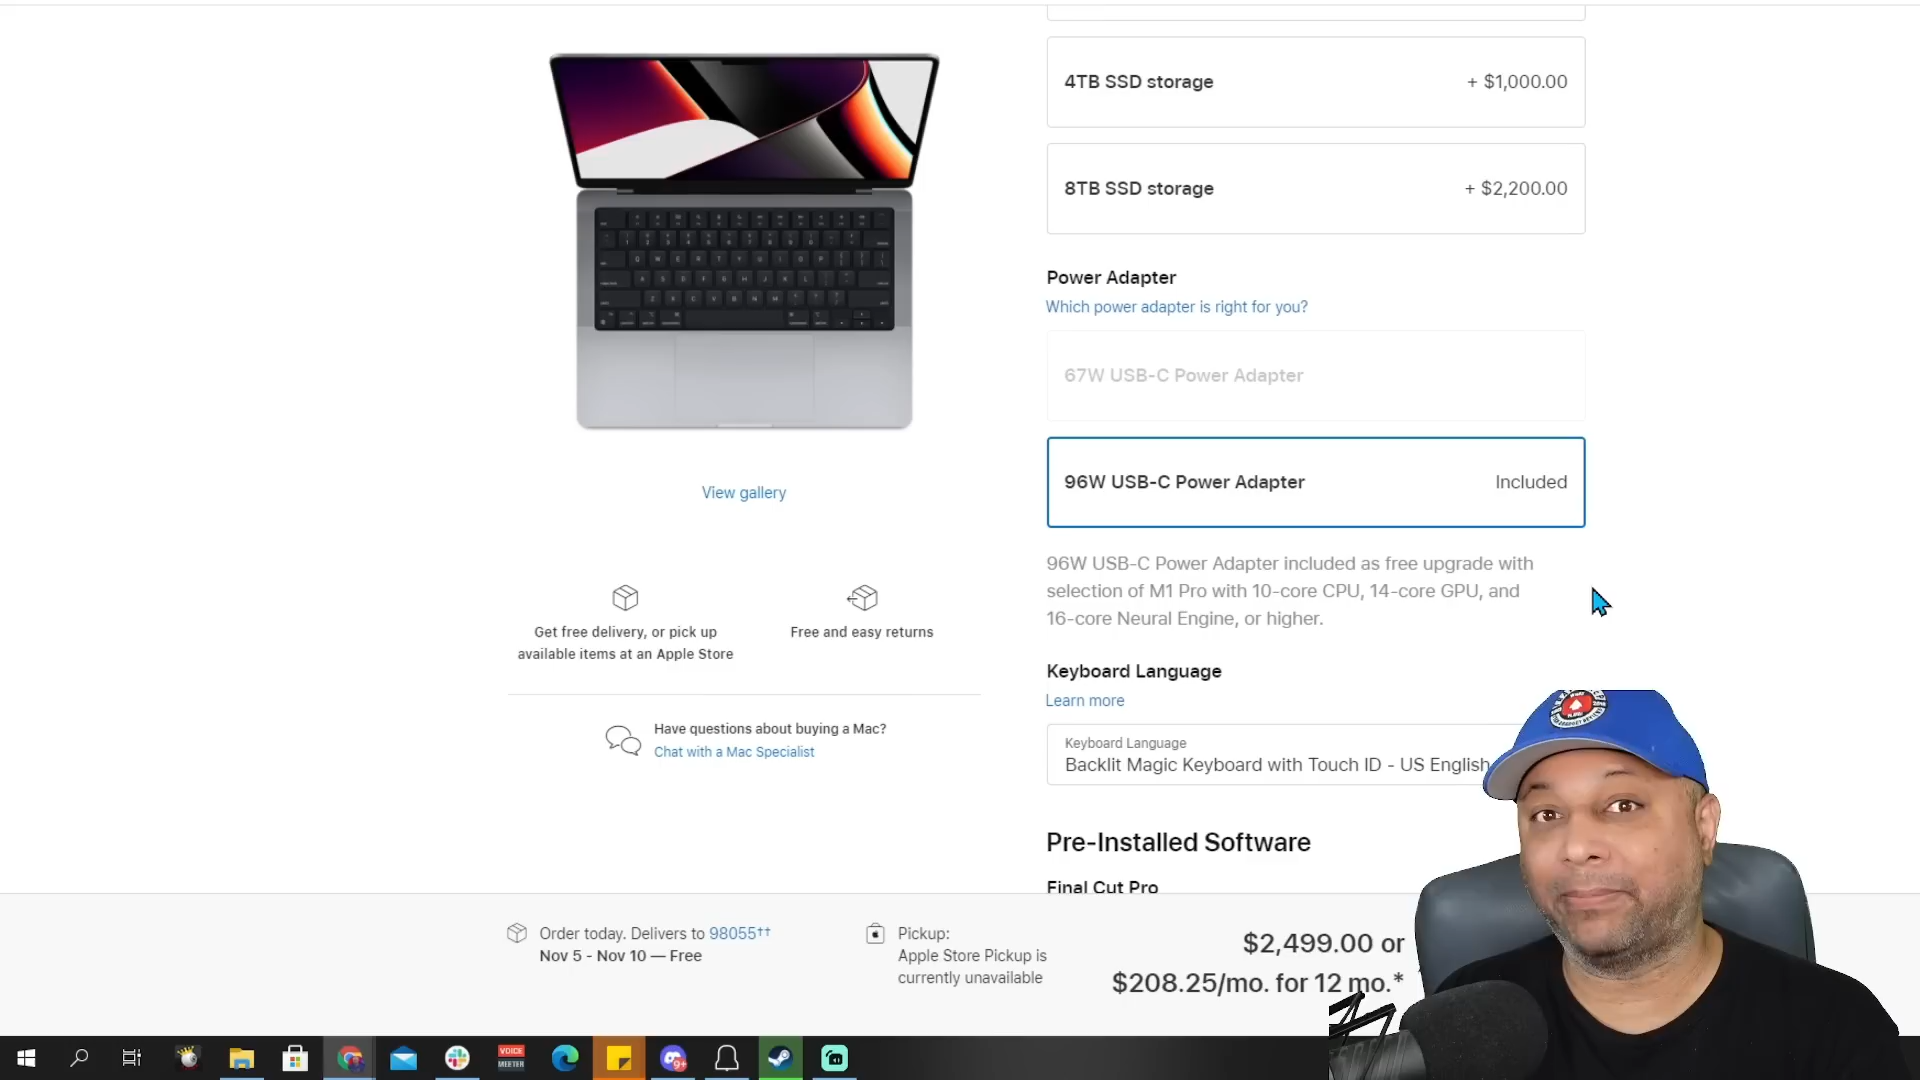 4TB SSD storage
+ $1,000.00
8TB SSD storage
+ $2,200.00
Power Adapter
Which power adapter is right for you?
67W USB-C Power Adapter
96W USB-C Power Adapter
Included
96W USB-C Power Adapter included as free upgrade with
selection of M1 Pro with 10-core CPU, 14-core GPU, and
16-core Neural Engine, or higher.
Keyboard Language
Learn more
Keyboard Language
Backlit Magic Keyboard with Touch ID - US English
Pre-Installed Software
Final Cut Pro
View gallery
Get free delivery, or pick up
available items at an Apple Store
Free and easy returns
Have questions about buying a Mac?
Chat with a Mac Specialist
Order today. Delivers to 98055††
Nov 5 - Nov 10 — Free
Pickup:
Apple Store Pickup is
currently unavailable
$2,499.00 or
$208.25/mo. for 12 mo.*
VOICE
MEETER
9+